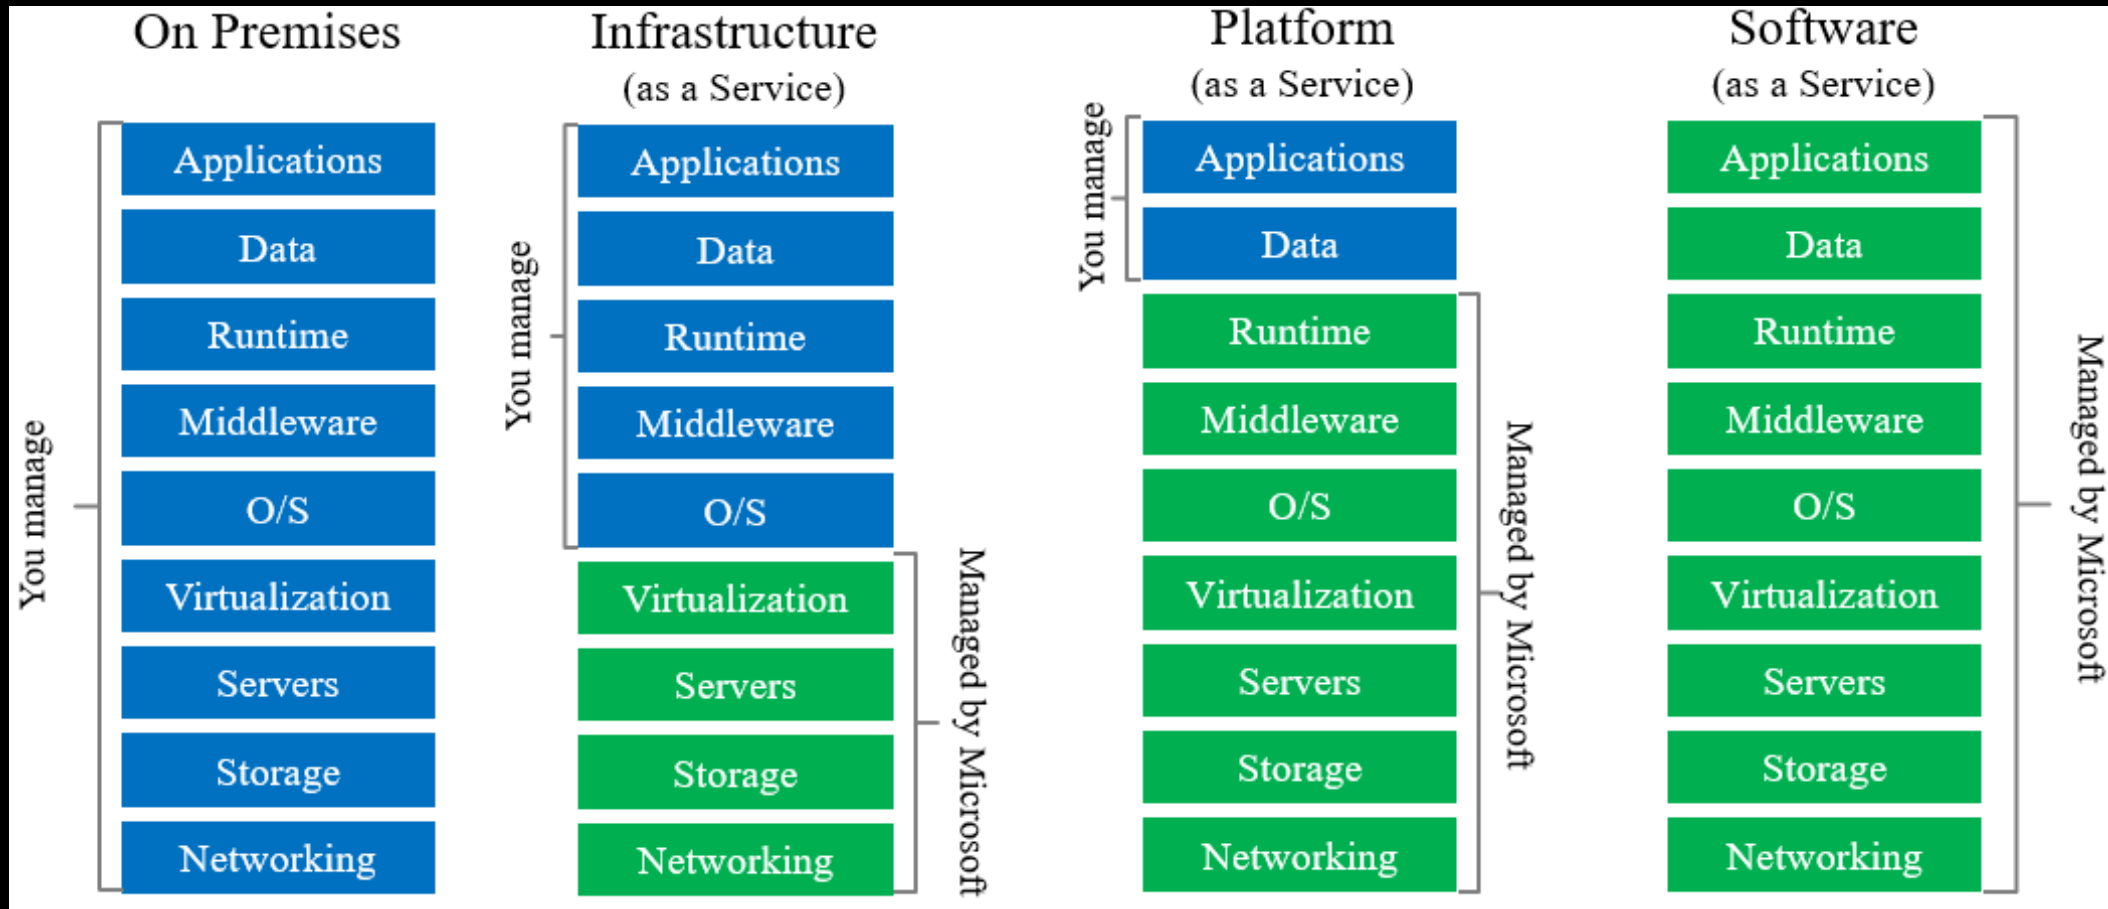 On Premises
You manage
Applications
Data
Runtime
Middleware
O/S
Virtualization
Servers
Storage
Networking
Infrastructure
(as a Service)
You manage
Applications
Data
Runtime
Middleware
O/S
Virtualization
Servers
Storage
Networking
Managed by Microsoft
Platform
(as a Service)
You manage
Applications
Data
Runtime
Middleware
O/S
Virtualization
Servers
Storage
Networking
Managed by Microsoft
Software
(as a Service)
Applications
Data
Runtime
Middleware
O/S
Virtualization
Servers
Storage
Networking
Managed by Microsoft